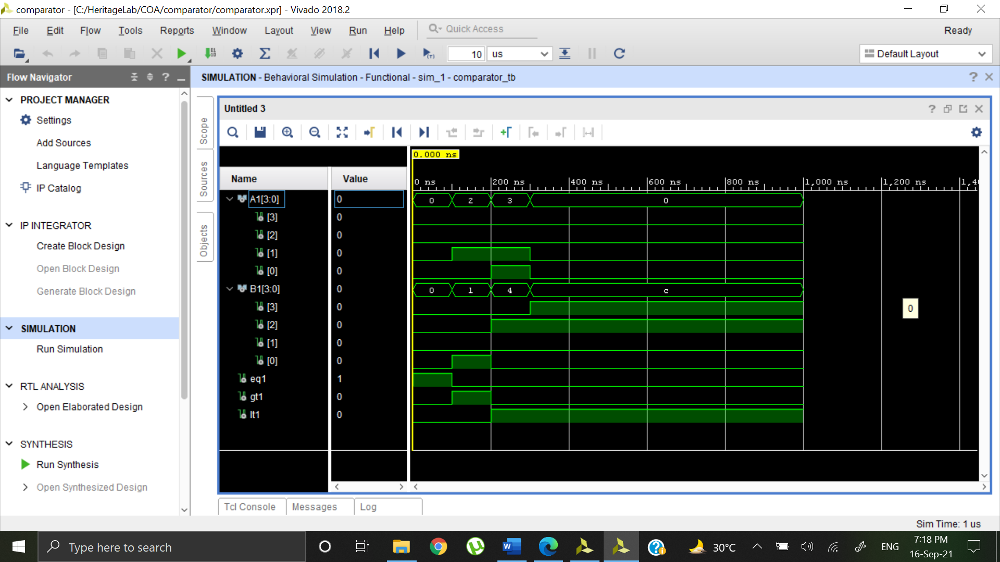 comparator - [C:/HeritageLab/COA/comparator/comparator.xpr] - Vivado 2018.2
File Edit Flow Tools Reports Window Layout View Run Help Quick Access Ready
10 us Default Layout
Flow Navigator
SIMULATION - Behavioral Simulation - Functional - sim_1 - comparator_tb
PROJECT MANAGER
Settings
Add Sources
Language Templates
IP Catalog
IP INTEGRATOR
Create Block Design
Open Block Design
Generate Block Design
SIMULATION
Run Simulation
RTL ANALYSIS
Open Elaborated Design
SYNTHESIS
Run Synthesis
Open Synthesized Design
Scope
Sources
Objects
Untitled 3
0.000 ns
Name Value
0 ns 200 ns 400 ns 600 ns 800 ns 1,000 ns 1,200 ns 1,4
A1[3:0] 0 0 2 3 0
[3] 0
[2] 0
[1] 0
[0] 0
B1[3:0] 0 0 1 4 c
[3] 0
0
[2] 0
[1] 0
[0] 0
eq1 1
gt1 0
lt1 0
Tcl Console Messages Log
Sim Time: 1 us
Type here to search
30°C ENG
7:18 PM
16-Sep-21